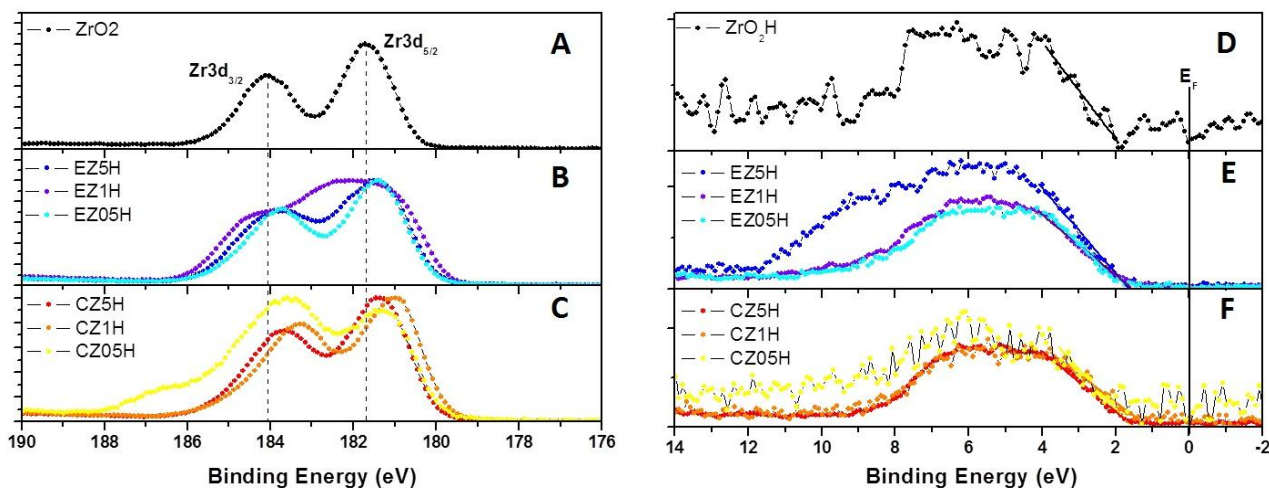 ZrO2
A
Zr3d3/2
Zr3d5/2
EZ5H
EZ1H
EZ05H
B
CZ5H
CZ1H
CZ05H
C
190 188 186 184 182 180 178 176
Binding Energy (eV)
ZrO2H
D
EF
EZ5H
EZ1H
EZ05H
E
CZ5H
CZ1H
CZ05H
F
14 12 10 8 6 4 2 0 -2
Binding Energy (eV)